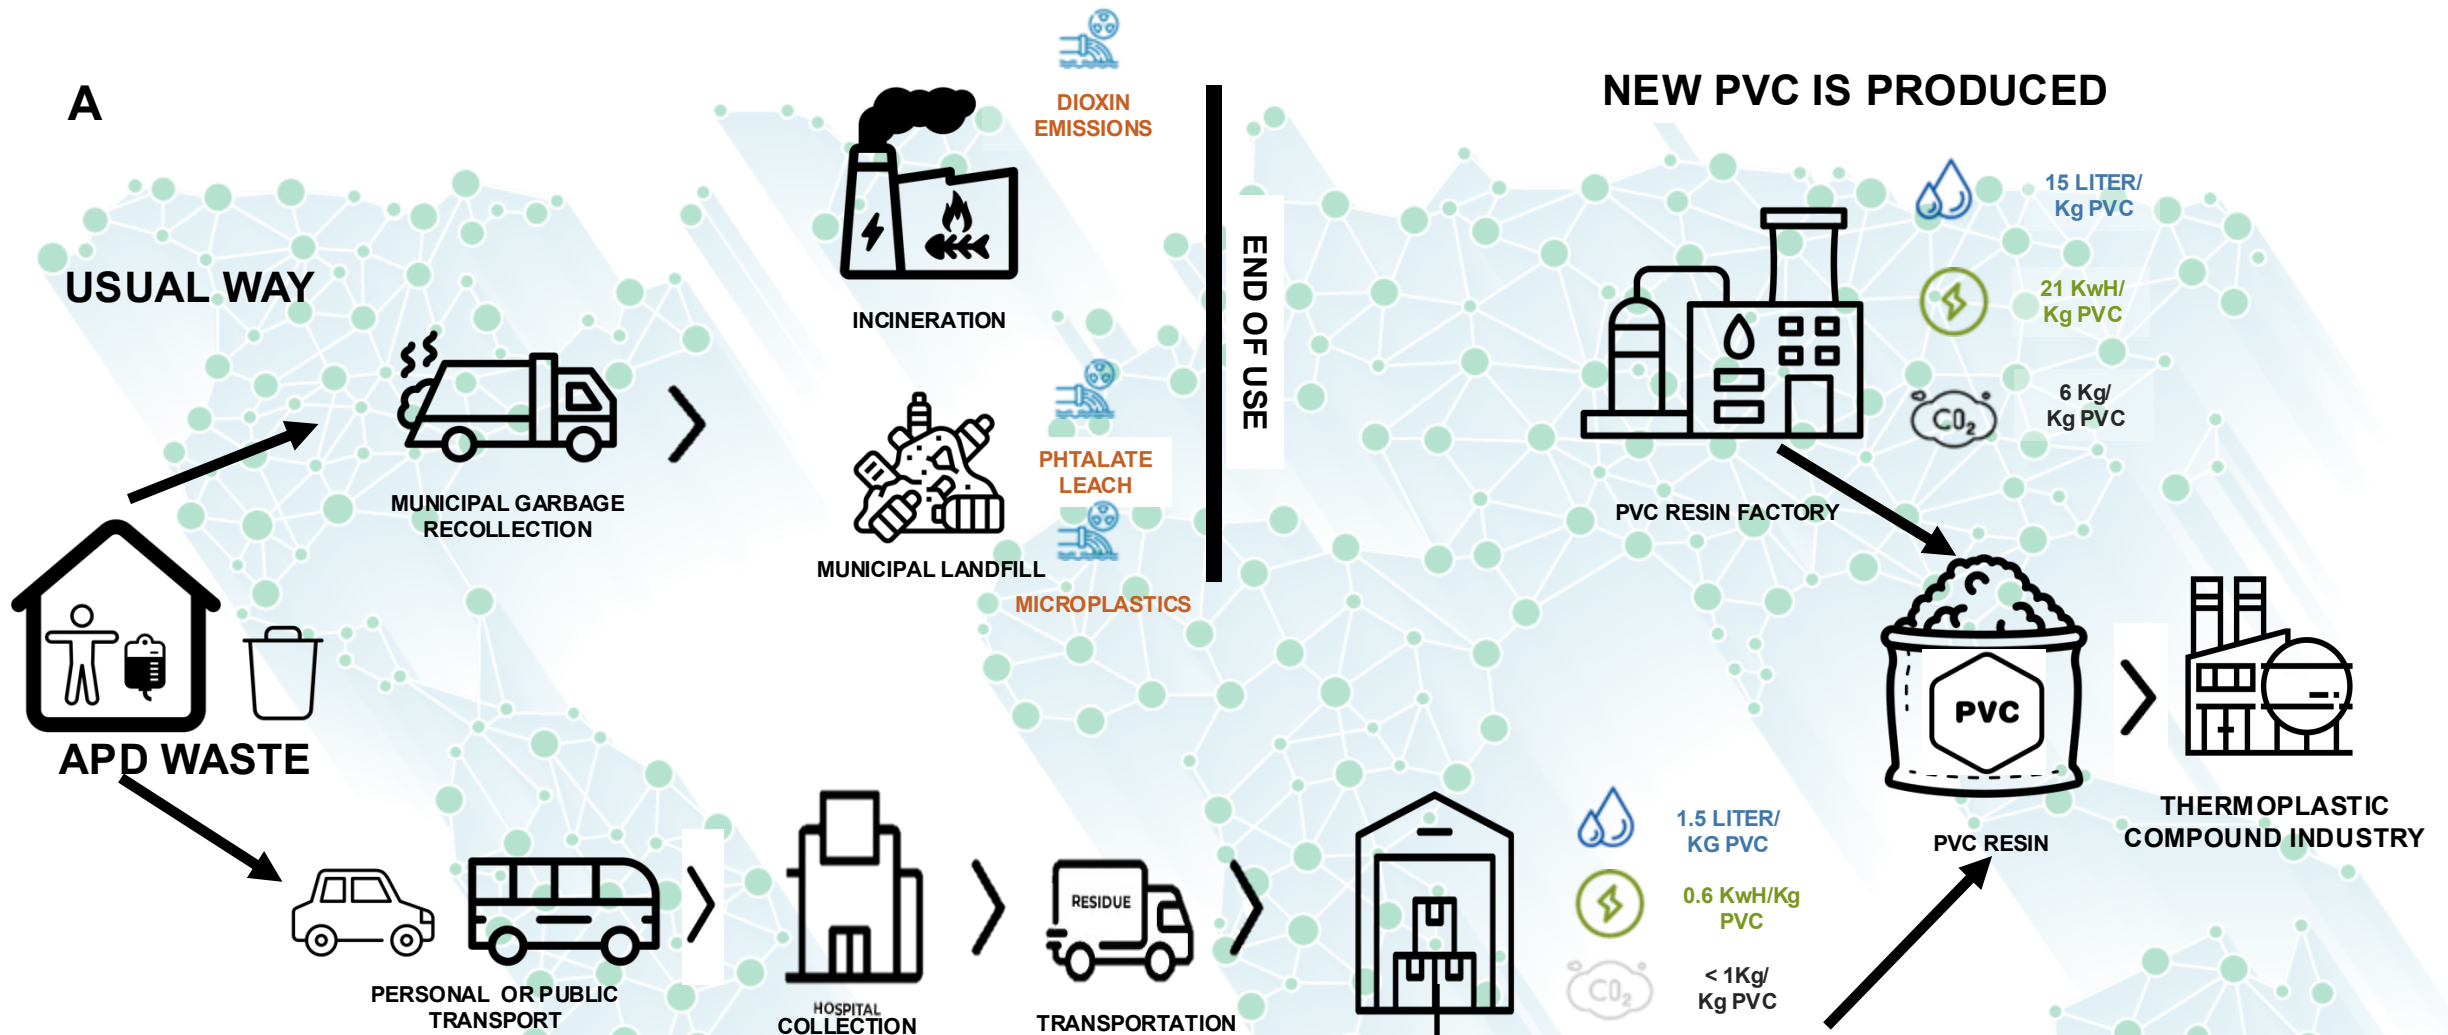 A
USUAL WAY
MUNICIPAL GARBAGE
RECOLLECTION
INCINERATION
DIOXIN
EMISSIONS
PHTALATE
LEACH
MUNICIPAL LANDFILL
MICROPLASTICS
END OF USE
NEW PVC IS PRODUCED
15 LITER/
Kg PVC
21 KwH/
Kg PVC
CO₂
6 Kg/
Kg PVC
PVC RESIN FACTORY
PVC
PVC RESIN
THERMOPLASTIC
COMPOUND INDUSTRY
APD WASTE
PERSONAL OR PUBLIC
TRANSPORT
HOSPITAL
COLLECTION
RESIDUE
TRANSPORTATION
1.5 LITER/
KG PVC
0.6 KwH/Kg
PVC
CO₂
< 1Kg/
Kg PVC